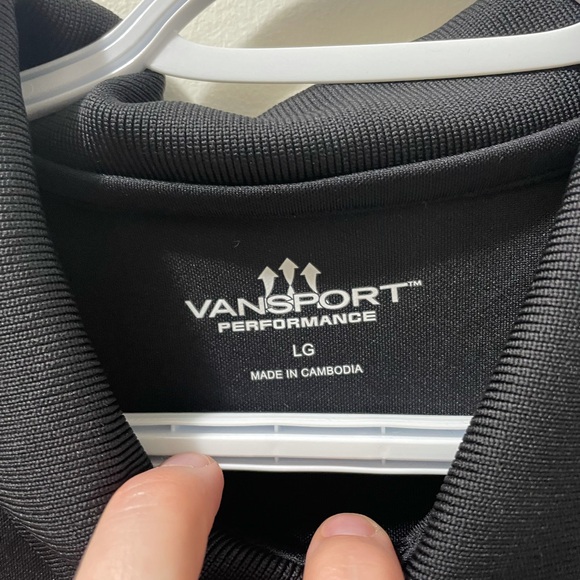 VANSPORT™
PERFORMANCE
LG
MADE IN CAMBODIA